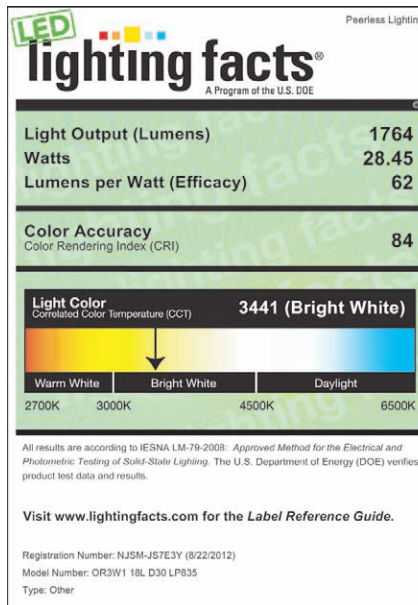 Peerless Lightin
LED
lighting facts®
A Program of the U.S. DOE
Light Output (Lumens) 1764
Watts 28.45
Lumens per Watt (Efficacy) 62
Color Accuracy
Color Rendering Index (CRI) 84
Light Color
Correlated Color Temperature (CCT) 3441 (Bright White)
Warm White Bright White Daylight
2700K 3000K 4500K 6500K
All results are according to IESNA LM-79-2008: Approved Method for the Electrical and
Photometric Testing of Solid-State Lighting. The U.S. Department of Energy (DOE) verifies
product test data and results.
Visit www.lightingfacts.com for the Label Reference Guide.
Registration Number: NJSM-JS7E3Y (8/22/2012)
Model Number: OR3W1 18L D30 LP835
Type: Other